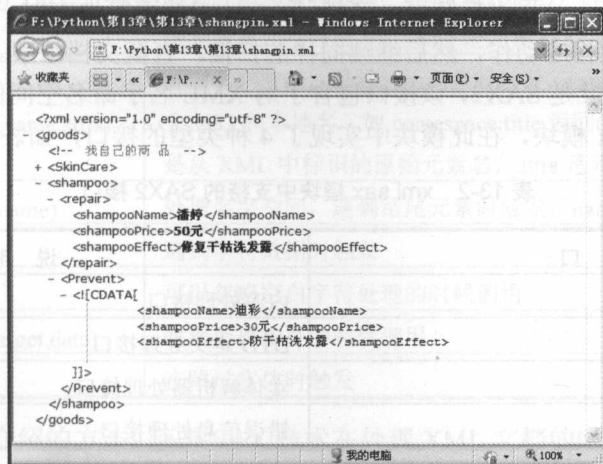 F:\Python\第13章\第13章\shangpin.xml - Windows Internet Explorer
F:\Python\第13章\第13章\shangpin.xml
收藏夹 F:\P... 页面(P) 安全(S)
<?xml version="1.0" encoding="utf-8" ?>
- <goods>
<!-- 我自己的商 品-->
+ <SkinCare>
- <shampoo>
- <repair>
<shampooName>潘婷</shampooName>
<shampooPrice>50元</shampooPrice>
<shampooEffect>修复干枯洗发露</shampooEffect>
</repair>
- <Prevent>
- <![CDATA[
<shampooName>迪彩</shampooName>
<shampooPrice>30元</shampooPrice>
<shampooEffect>防干枯洗发露</shampooEffect>
]]>
</Prevent>
</shampoo>
</goods>
我的电脑 100%